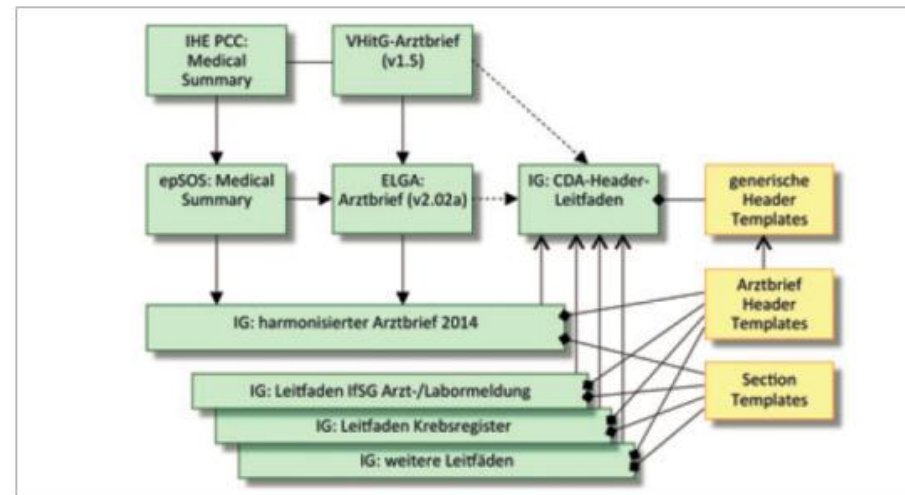 IHE PCC:
Medical
Summary
VHitG-Arztbrief
(v1.5)
epSOS: Medical
Summary
ELGA:
Arztbrief (v2.02a)
IG: CDA-Header-
Leitfaden
generische
Header
Templates
Arztbrief
Header
Templates
IG: harmonisierter Arztbrief 2014
Section
Templates
IG: Leitfaden IfSG Arzt-/Labormeldung
IG: Leitfaden Krebsregister
IG: weitere Leitfäden